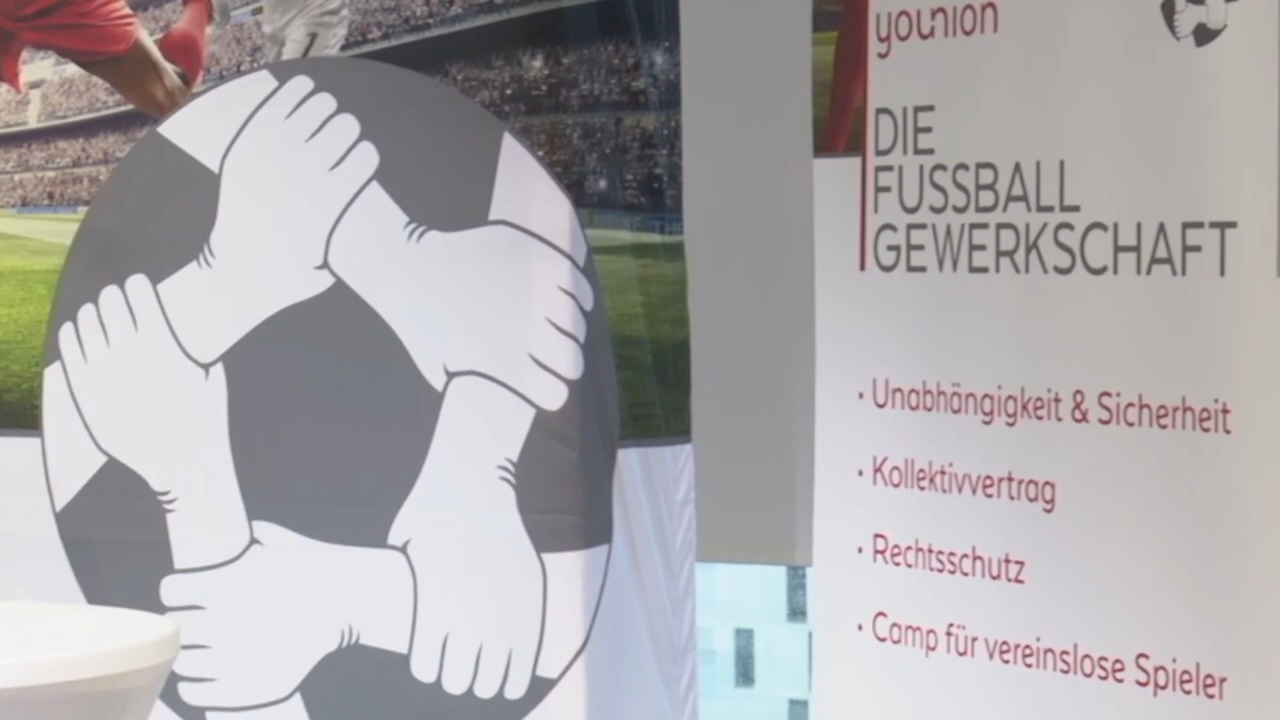 younion
DIE
FUSSBALL
GEWERKSCHAFT
· Unabhängigkeit & Sicherheit
· Kollektivvertrag
· Rechtsschutz
· Camp für vereinslose Spieler